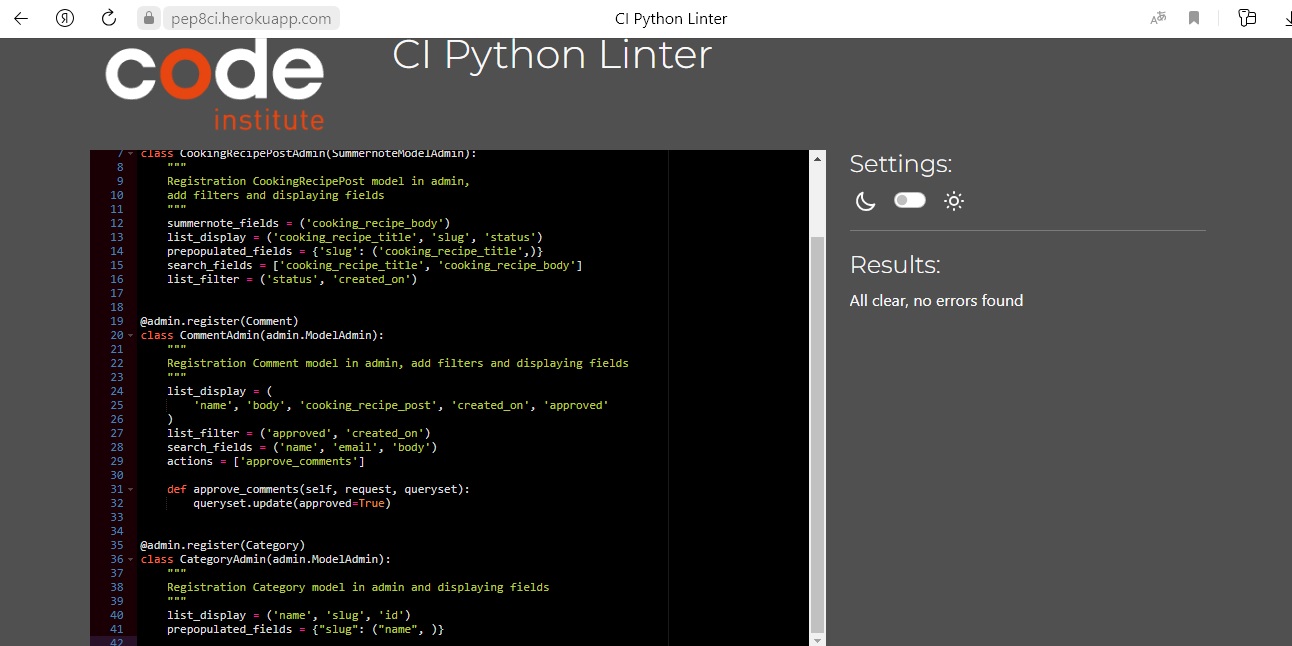 pep8ci.herokuapp.com
CI Python Linter
code
institute
CI Python Linter
7 class CookingRecipePostAdmin(SummernoteModelAdmin):
8     """
9     Registration CookingRecipePost model in admin,
10     add filters and displaying fields
11     """
12     summernote_fields = ('cooking_recipe_body')
13     list_display = ('cooking_recipe_title', 'slug', 'status')
14     prepopulated_fields = {'slug': ('cooking_recipe_title',)}
15     search_fields = ['cooking_recipe_title', 'cooking_recipe_body']
16     list_filter = ('status', 'created_on')
17
18
19 @admin.register(Comment)
20 class CommentAdmin(admin.ModelAdmin):
21     """
22     Registration Comment model in admin, add filters and displaying fields
23     """
24     list_display = (
25         'name', 'body', 'cooking_recipe_post', 'created_on', 'approved'
26     )
27     list_filter = ('approved', 'created_on')
28     search_fields = ('name', 'email', 'body')
29     actions = ['approve_comments']
30
31     def approve_comments(self, request, queryset):
32         queryset.update(approved=True)
33
34
35 @admin.register(Category)
36 class CategoryAdmin(admin.ModelAdmin):
37     """
38     Registration Category model in admin and displaying fields
39     """
40     list_display = ('name', 'slug', 'id')
41     prepopulated_fields = {"slug": ("name", )}
42
Settings:
Results:
All clear, no errors found